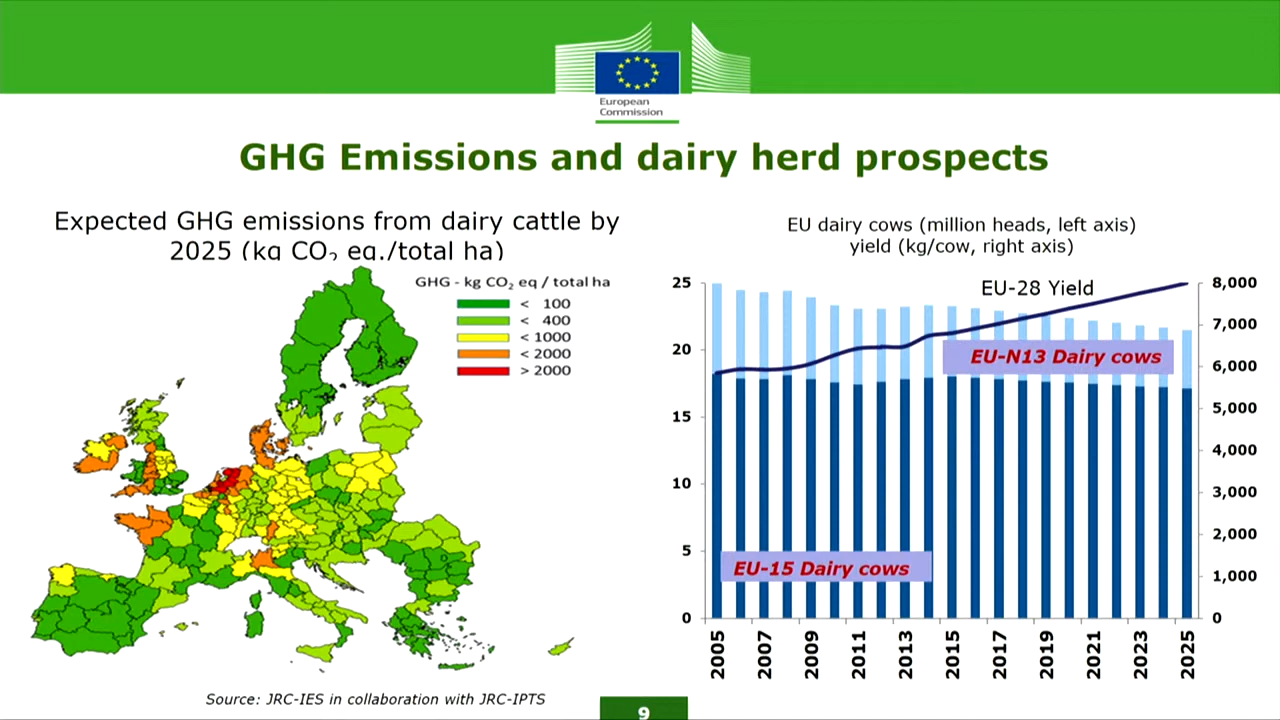 European
Commission
GHG Emissions and dairy herd prospects
Expected GHG emissions from dairy cattle by
2025 (kg CO₂ eq./total ha)
GHG - kg CO₂ eq / total ha
< 100
< 400
< 1000
< 2000
> 2000
Source: JRC-IES in collaboration with JRC-IPTS
EU dairy cows (million heads, left axis)
yield (kg/cow, right axis)
EU-28 Yield
EU-N13 Dairy cows
EU-15 Dairy cows
25
20
15
10
5
0
8,000
7,000
6,000
5,000
4,000
3,000
2,000
1,000
0
2005
2007
2009
2011
2013
2015
2017
2019
2021
2023
2025
9